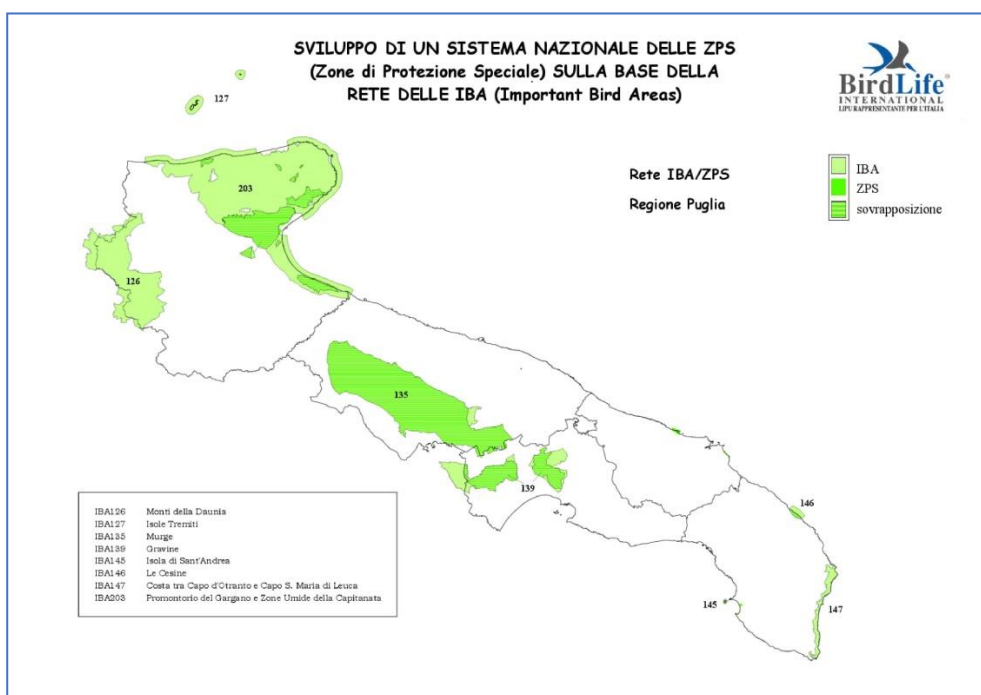 SVILUPPO DI UN SISTEMA NAZIONALE DELLE ZPS
(Zone di Protezione Speciale) SULLA BASE DELLA
RETE DELLE IBA (Important Bird Areas)
BirdLife®
INTERNATIONAL
LIPU RAPPRESENTANTE PER L'ITALIA
Rete IBA/ZPS
Regione Puglia
IBA
ZPS
sovrapposizione
127
203
126
135
139
146
145
147
IBA126 Monti della Daunia
IBA127 Isole Tremiti
IBA135 Murge
IBA139 Gravine
IBA145 Isola di Sant'Andrea
IBA146 Le Cesine
IBA147 Costa tra Capo d'Otranto e Capo S. Maria di Leuca
IBA203 Promontorio del Gargano e Zone Umide della Capitanata